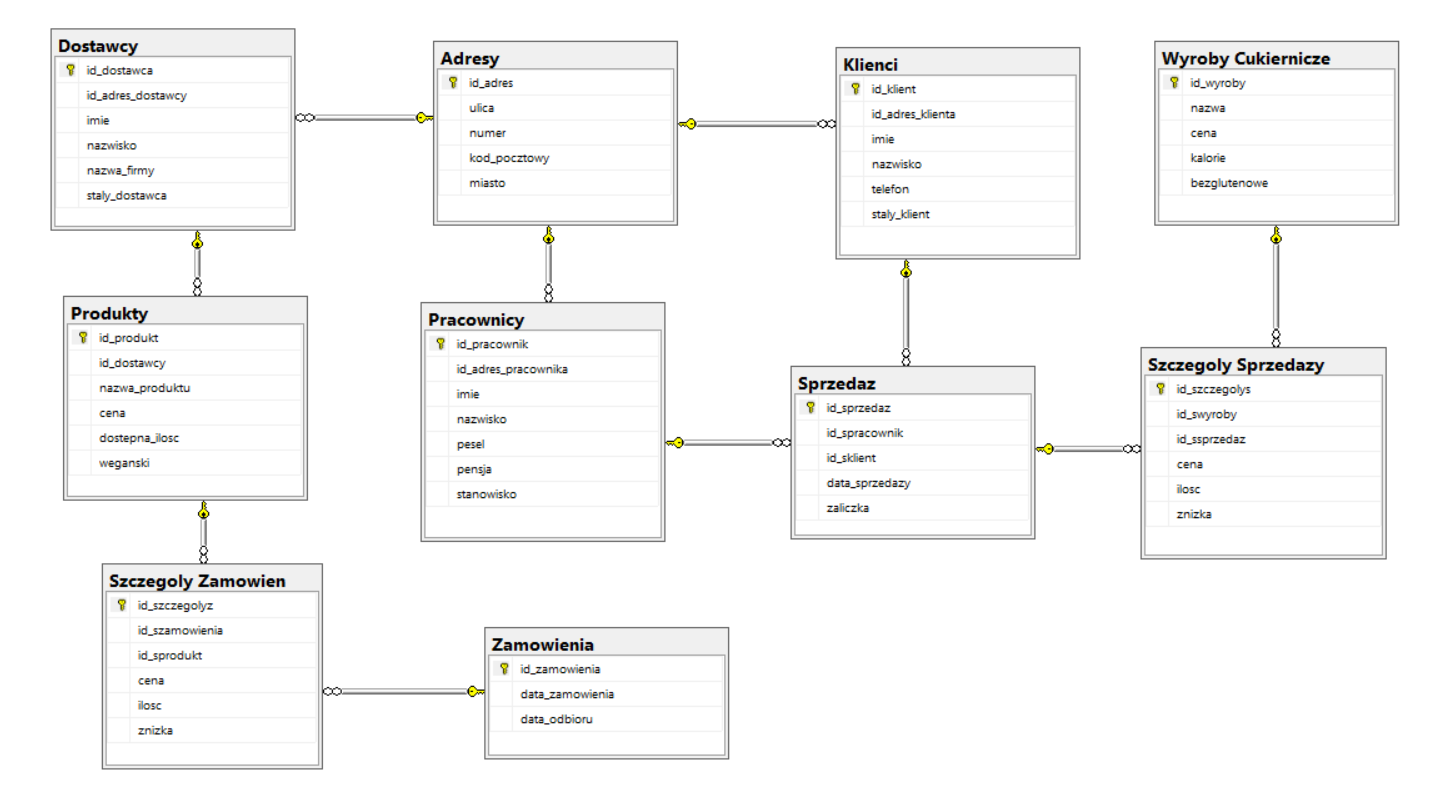 Dostawcy
id_dostawca
id_adres_dostawcy
imie
nazwisko
nazwa_firmy
staly_dostawca
Adresy
id_adres
ulica
numer
kod_pocztowy
miasto
Klienci
id_klient
id_adres_klienta
imie
nazwisko
telefon
staly_klient
Wyroby Cukiernicze
id_wyroby
nazwa
cena
kalorie
bezglutenowe
Produkty
id_produkt
id_dostawcy
nazwa_produktu
cena
dostepna_ilosc
weganski
Pracownicy
id_pracownik
id_adres_pracownika
imie
nazwisko
pesel
pensja
stanowisko
Sprzedaz
id_sprzedaz
id_spracownik
id_sklient
data_sprzedazy
zaliczka
Szczegoly Sprzedazy
id_szczegolys
id_swyroby
id_ssprzedaz
cena
ilosc
znizka
Szczegoly Zamowien
id_szczegolyz
id_szamowienia
id_sprodukt
cena
ilosc
znizka
Zamowienia
id_zamowienia
data_zamowienia
data_odbioru